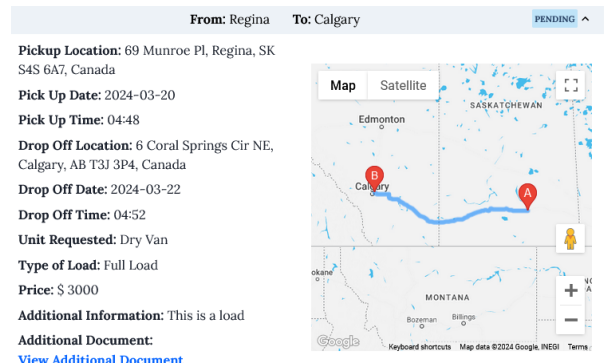 From: Regina To: Calgary
PENDING
Pickup Location: 69 Munroe Pl, Regina, SK
S4S 6A7, Canada
Pick Up Date: 2024-03-20
Pick Up Time: 04:48
Drop Off Location: 6 Coral Springs Cir NE,
Calgary, AB T3J 3P4, Canada
Drop Off Date: 2024-03-22
Drop Off Time: 04:52
Unit Requested: Dry Van
Type of Load: Full Load
Price: $ 3000
Additional Information: This is a load
Additional Document:
View Additional Document
Map Satellite
SASKATCHEWAN
Edmonton
B
Calgary
A
okane
MONTANA
Bozeman
Billings
Google
Keyboard shortcuts Map data ©2024 Google, INEGI Terms